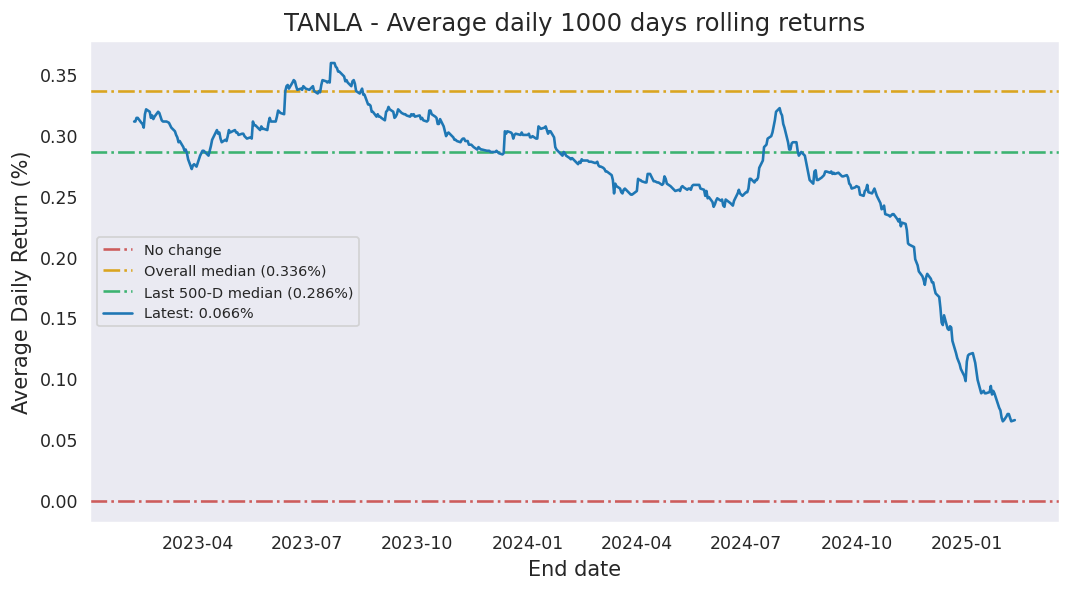 TANLA - Average daily 1000 days rolling returns
Average Daily Return (%)
0.35
0.30
0.25
0.20
0.15
0.10
0.05
0.00
No change
Overall median (0.336%)
Last 500-D median (0.286%)
Latest: 0.066%
2023-04 2023-07 2023-10 2024-01 2024-04 2024-07 2024-10 2025-01
End date